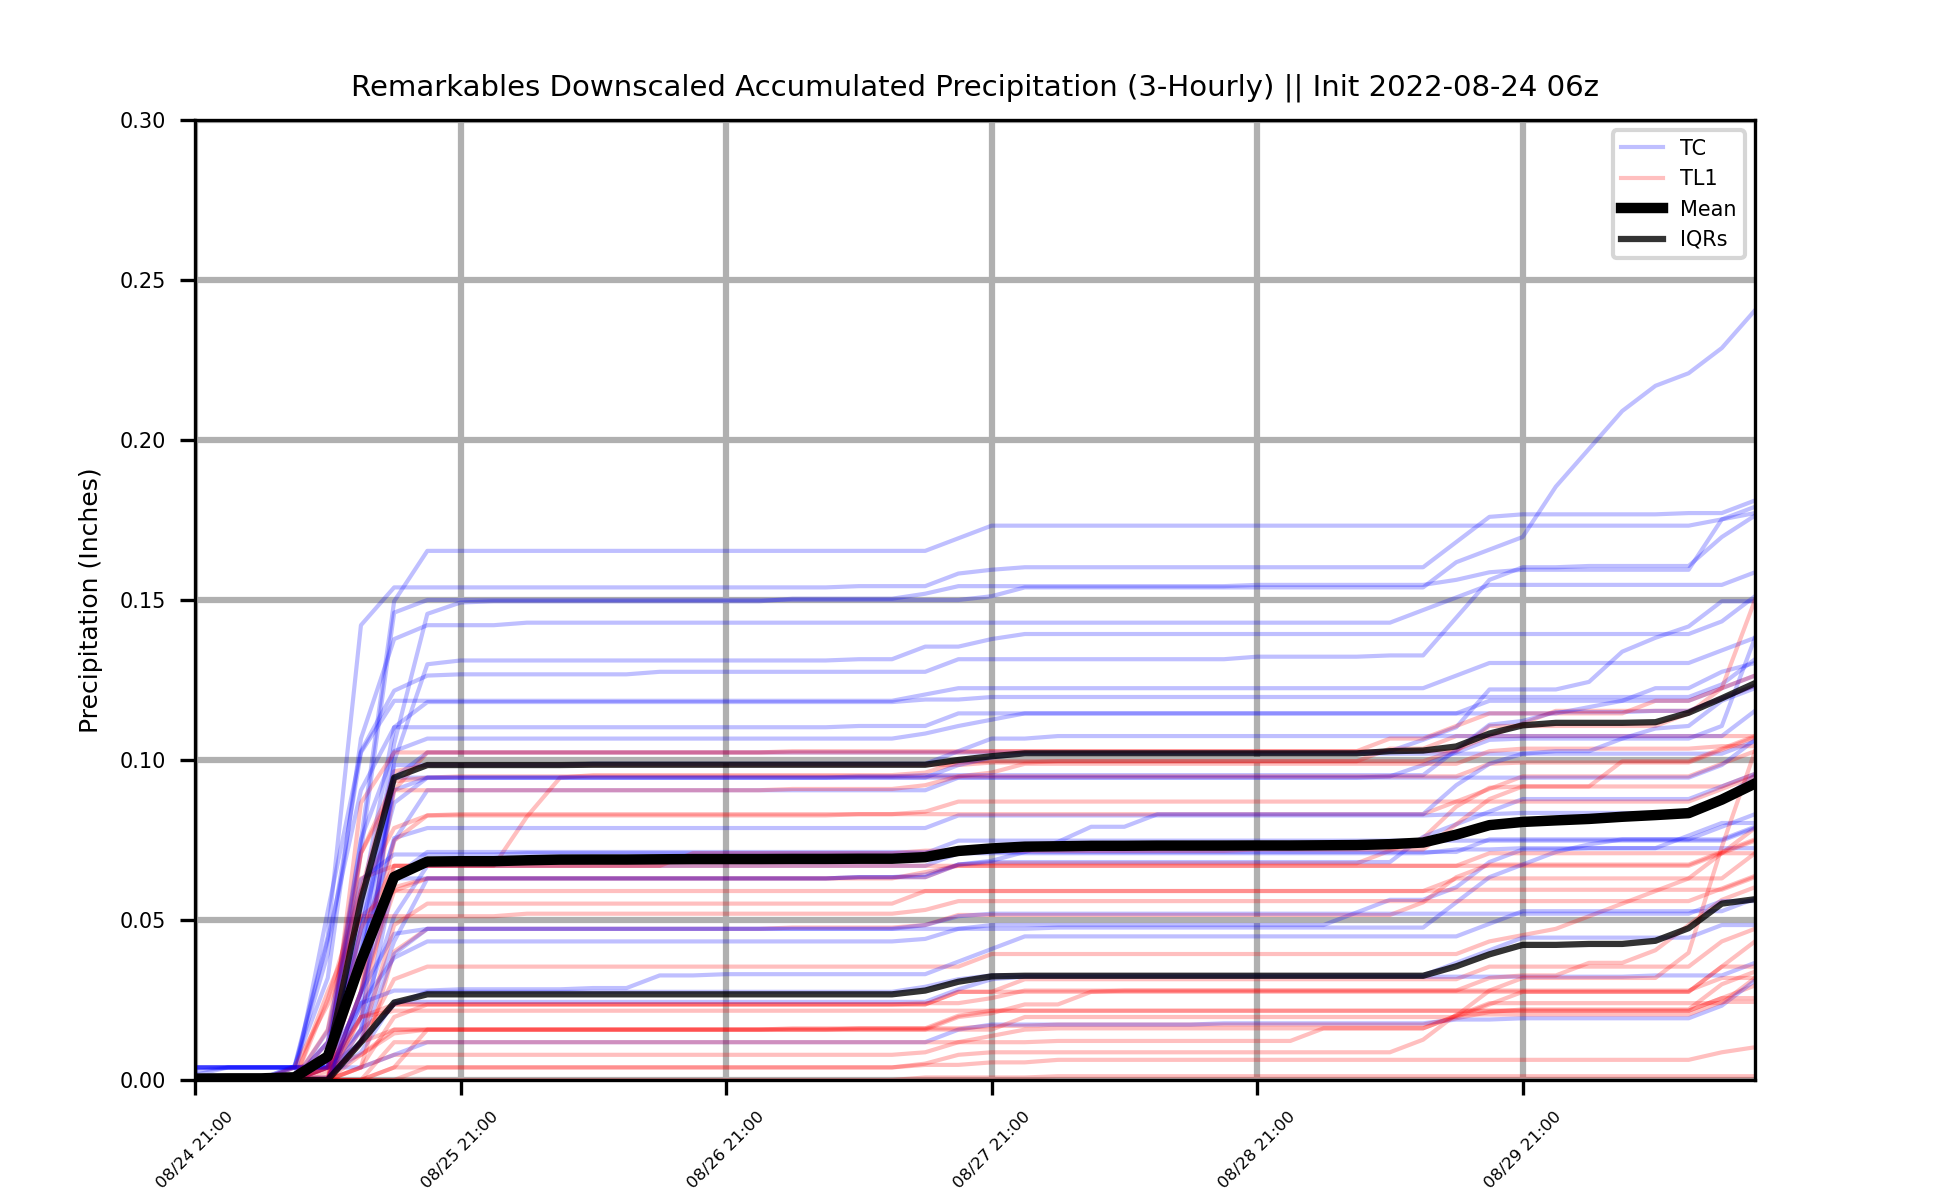 Remarkables Downscaled Accumulated Precipitation (3-Hourly) || Init 2022-08-24 06z
0.30
0.25
0.20
0.15
0.10
0.05
0.00
Precipitation (Inches)
TC
TL1
Mean
IQRs
08/24 21:00
08/25 21:00
08/26 21:00
08/27 21:00
08/28 21:00
08/29 21:00